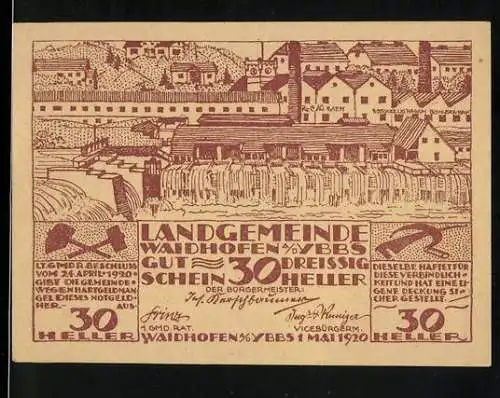 LANDGEMEINDE
WAIDHOFEN a/YBBS
GUT 30 DREISSIG
SCHEIN HELLER
DER BÜRGERMEISTER:
LT. GMD.R. BESCHLUSS
VOM 24. APRIL 1920
GIBT DIE GEMEINDE
WEGEN HARTGELDMAN-
GEL DIESES NOTGELD
HER- AUS.
30
HELLER
1. GMD. RAT.
VICEBÜRGERM.
WAIDHOFEN a/YBBS 1 MAI 1920
DIESELBE HAFTET FÜR
DIESE VERBINDLICH-
KEIT UND HAT EINE EI-
GENE DECKUNG SI-
CHER GESTELLT.
30
HELLER